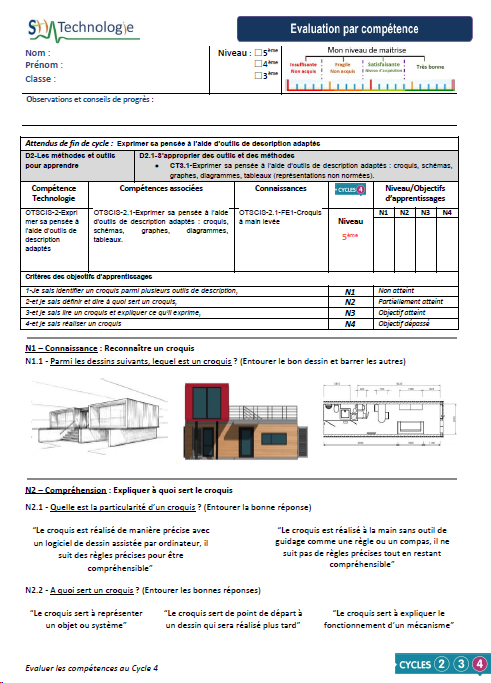 STI Technologie
Evaluation par compétence
Nom :
Prénom :
Classe :
Niveau : □5ème
□4ème
□3ème
Mon niveau de maitrise
Insuffisante Fragile Satisfaisante Très bonne
Non acquis Non acquis Niveau d'expertise
Observations et conseils de progrès :
Attendus de fin de cycle : Exprimer sa pensée à l'aide d'outils de description adaptés
D2-Les méthodes et outils pour apprendre
D2.1-S'approprier des outils et des méthodes
• CT3.1-Exprimer sa pensée à l'aide d'outils de description adaptés : croquis, schémas,
graphes, diagrammes, tableaux (représentations non normées).
Compétence Technologie
Compétences associées
Connaissances
CYCLES 4
Niveau
5ème
Niveau/Objectifs
d'apprentissages
N1 N2 N3 N4
OTSCIS-2-Expri
mer sa pensée à
l'aide d'outils de
description
adaptés
OTSCIS-2.1-Exprimer sa pensée à l'aide
d'outils de description adaptés : croquis,
schémas, graphes, diagrammes,
tableaux.
OTSCIS-2.1-FE1-Croquis
à main levée
Critères des objectifs d'apprentissages
1-Je sais identifier un croquis parmi plusieurs outils de description, N1 Non atteint
2-et je sais définir et dire à quoi sert un croquis, N2 Partiellement atteint
3-et je sais lire un croquis et expliquer ce qu'il exprime, N3 Objectif atteint
4-et je sais réaliser un croquis N4 Objectif dépassé
N1 – Connaissance : Reconnaître un croquis
N1.1 - Parmi les dessins suivants, lequel est un croquis ? (Entourer le bon dessin et barrer les autres)
N2 – Compréhension : Expliquer à quoi sert le croquis
N2.1 - Quelle est la particularité d'un croquis ? (Entourer la bonne réponse)
"Le croquis est réalisé de manière précise avec
un logiciel de dessin assistée par ordinateur, il
suit des règles précises pour être
compréhensible"
"Le croquis est réalisé à la main sans outil de
guidage comme une règle ou un compas, il ne
suit pas de règles précises tout en restant
compréhensible"
N2.2 - A quoi sert un croquis ? (Entourer les bonnes réponses)
"Le croquis sert à représenter
un objet ou système"
"Le croquis sert de point de départ à
un dessin qui sera réalisé plus tard"
"Le croquis sert à expliquer le
fonctionnement d'un mécanisme"
Evaluer les compétences au Cycle 4
CYCLES 2 3 4